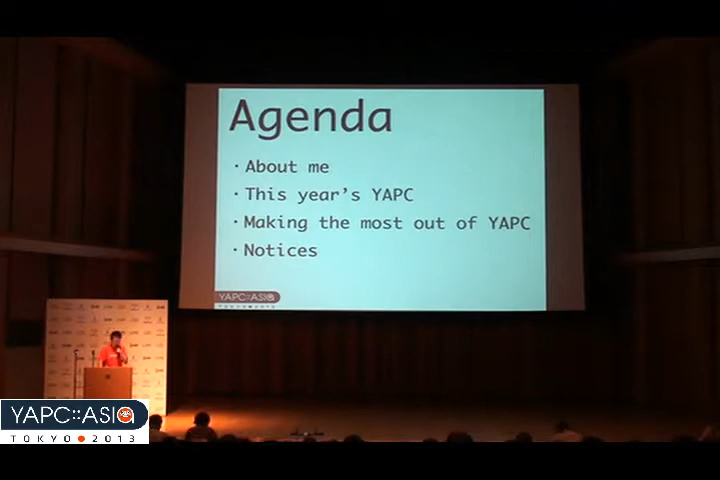 Agenda
· About me
· This year's YAPC
· Making the most out of YAPC
· Notices
YAPC::ASIA
YAPC::ASIA
TOKYO 2013